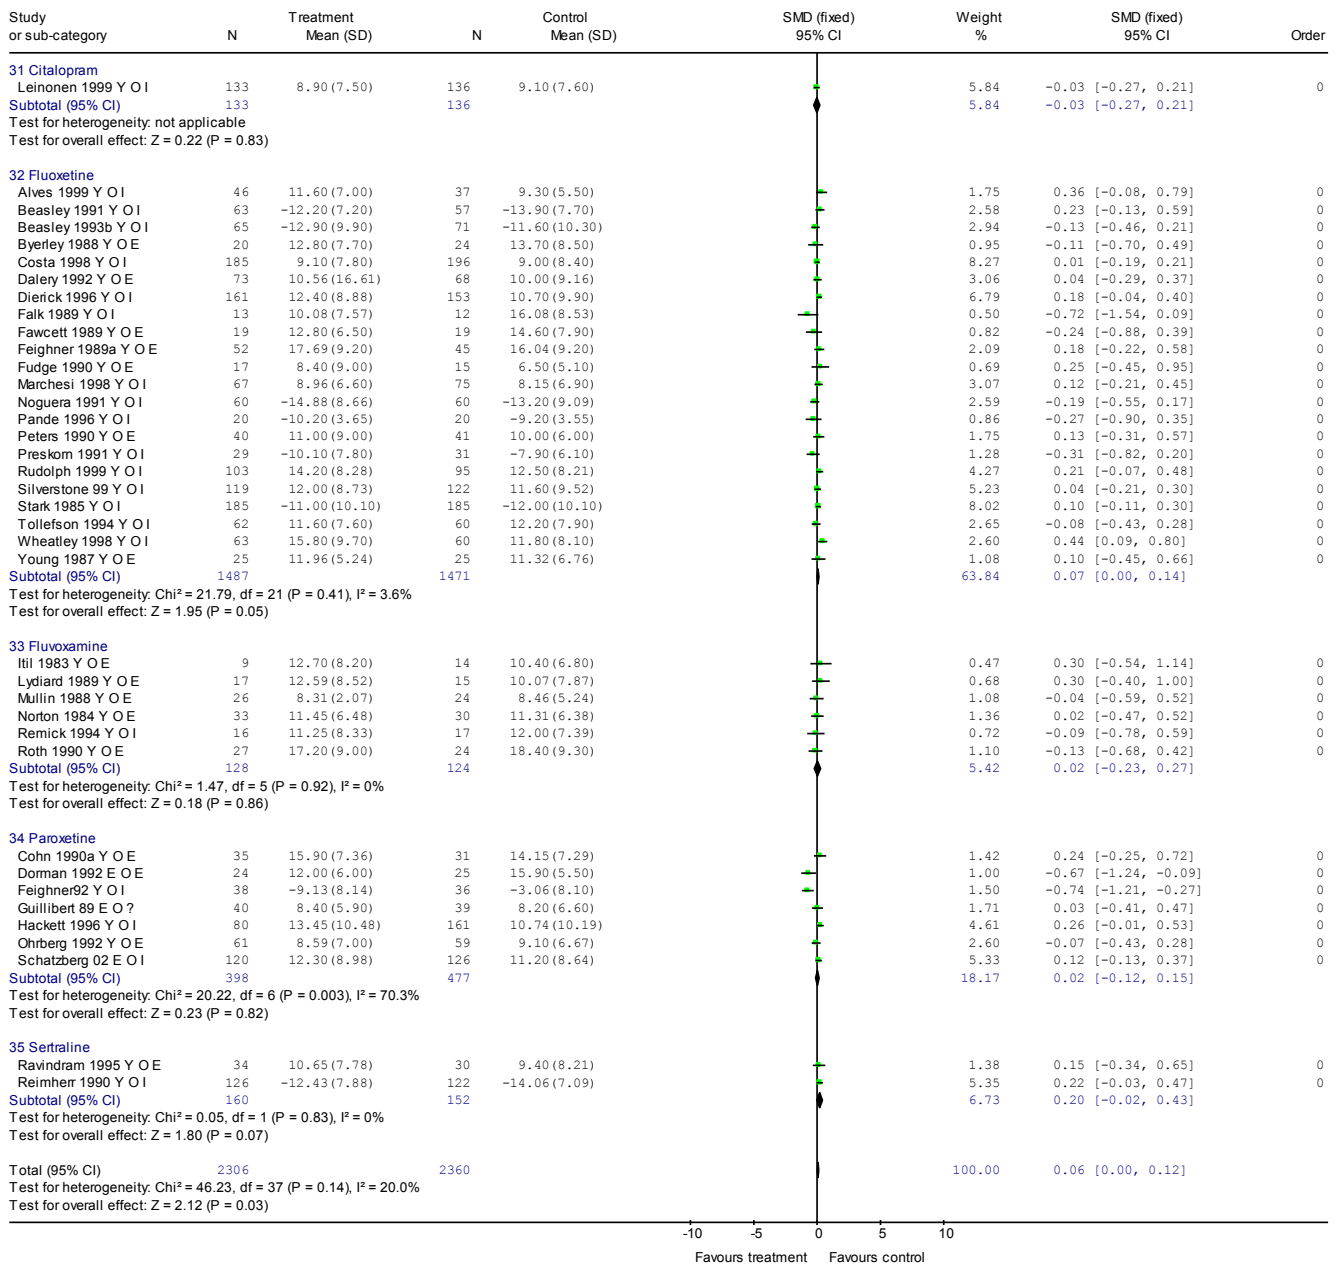 Study Treatment Control SMD (fixed) Weight SMD (fixed)
or sub-category N Mean (SD) N Mean (SD) 95% CI % 95% CI Order
31 Citalopram
Leinonen 1999 Y O I 133 8.90(7.50) 136 9.10(7.60) 5.84 -0.03 [-0.27, 0.21] 0
Subtotal (95% CI) 133 136 5.84 -0.03 [-0.27, 0.21]
Test for heterogeneity: not applicable
Test for overall effect: Z = 0.22 (P = 0.83)
32 Fluoxetine
Alves 1999 Y O I 46 11.60(7.00) 37 9.30(5.50) 1.75 0.36 [-0.08, 0.79] 0
Beasley 1991 Y O I 63 -12.20(7.20) 57 -13.90(7.70) 2.58 0.23 [-0.13, 0.59] 0
Beasley 1993b Y O I 65 -12.90(9.90) 71 -11.60(10.30) 2.94 -0.13 [-0.46, 0.21] 0
Byerley 1988 Y O E 20 12.80(7.70) 24 13.70(8.50) 0.95 -0.11 [-0.70, 0.49] 0
Costa 1998 Y O I 185 9.10(7.80) 196 9.00(8.40) 8.27 0.01 [-0.19, 0.21] 0
Dalery 1992 Y O E 73 10.56(16.61) 68 10.00(9.16) 3.06 0.04 [-0.29, 0.37] 0
Dierick 1996 Y O I 161 12.40(8.88) 153 10.70(9.90) 6.79 0.18 [-0.04, 0.40] 0
Falk 1989 Y O I 13 10.08(7.57) 12 16.08(8.53) 0.50 -0.72 [-1.54, 0.09] 0
Fawcett 1989 Y O E 19 12.80(6.50) 19 14.60(7.90) 0.82 -0.24 [-0.88, 0.39] 0
Feighner 1989a Y O E 52 17.69(9.20) 45 16.04(9.20) 2.09 0.18 [-0.22, 0.58] 0
Fudge 1990 Y O E 17 8.40(9.00) 15 6.50(5.10) 0.69 0.25 [-0.45, 0.95] 0
Marchesi 1998 Y O I 67 8.96(6.60) 75 8.15(6.90) 3.07 0.12 [-0.21, 0.45] 0
Noguera 1991 Y O I 60 -14.88(8.66) 60 -13.20(9.09) 2.59 -0.19 [-0.55, 0.17] 0
Pande 1996 Y O I 20 -10.20(3.65) 20 -9.20(3.55) 0.86 -0.27 [-0.90, 0.35] 0
Peters 1990 Y O E 40 11.00(9.00) 41 10.00(6.00) 1.75 0.13 [-0.31, 0.57] 0
Preskorn 1991 Y O I 29 -10.10(7.80) 31 -7.90(6.10) 1.28 -0.31 [-0.82, 0.20] 0
Rudolph 1999 Y O I 103 14.20(8.28) 95 12.50(8.21) 4.27 0.21 [-0.07, 0.48] 0
Silverstone 99 Y O I 119 12.00(8.73) 122 11.60(9.52) 5.23 0.04 [-0.21, 0.30] 0
Stark 1985 Y O I 185 -11.00(10.10) 185 -12.00(10.10) 8.02 0.10 [-0.11, 0.30] 0
Tollefson 1994 Y O I 62 11.60(7.60) 60 12.20(7.90) 2.65 -0.08 [-0.43, 0.28] 0
Wheatley 1998 Y O I 63 15.80(9.70) 60 11.80(8.10) 2.60 0.44 [0.09, 0.80] 0
Young 1987 Y O E 25 11.96(5.24) 25 11.32(6.76) 1.08 0.10 [-0.45, 0.66] 0
Subtotal (95% CI) 1487 1471 63.84 0.07 [0.00, 0.14]
Test for heterogeneity: Chi² = 21.79, df = 21 (P = 0.41), I² = 3.6%
Test for overall effect: Z = 1.95 (P = 0.05)
33 Fluvoxamine
Itil 1983 Y O E 9 12.70(8.20) 14 10.40(6.80) 0.47 0.30 [-0.54, 1.14] 0
Lydiard 1989 Y O E 17 12.59(8.52) 15 10.07(7.87) 0.68 0.30 [-0.40, 1.00] 0
Mullin 1988 Y O E 26 8.31(2.07) 24 8.46(5.24) 1.08 -0.04 [-0.59, 0.52] 0
Norton 1984 Y O E 33 11.45(6.48) 30 11.31(6.38) 1.36 0.02 [-0.47, 0.52] 0
Remick 1994 Y O I 16 11.25(8.33) 17 12.00(7.39) 0.72 -0.09 [-0.78, 0.59] 0
Roth 1990 Y O E 27 17.20(9.00) 24 18.40(9.30) 1.10 -0.13 [-0.68, 0.42] 0
Subtotal (95% CI) 128 124 5.42 0.02 [-0.23, 0.27]
Test for heterogeneity: Chi² = 1.47, df = 5 (P = 0.92), I² = 0%
Test for overall effect: Z = 0.18 (P = 0.86)
34 Paroxetine
Cohn 1990a Y O E 35 15.90(7.36) 31 14.15(7.29) 1.42 0.24 [-0.25, 0.72] 0
Dorman 1992 E O E 24 12.00(6.00) 25 15.90(5.50) 1.00 -0.67 [-1.24, -0.09] 0
Feighner92 Y O I 38 -9.13(8.14) 36 -3.06(8.10) 1.50 -0.74 [-1.21, -0.27] 0
Guillibert 89 E O ? 40 8.40(5.90) 39 8.20(6.60) 1.71 0.03 [-0.41, 0.47] 0
Hackett 1996 Y O I 80 13.45(10.48) 161 10.74(10.19) 4.61 0.26 [-0.01, 0.53] 0
Ohrberg 1992 Y O E 61 8.59(7.00) 59 9.10(6.67) 2.60 -0.07 [-0.43, 0.28] 0
Schatzberg 02 E O I 120 12.30(8.98) 126 11.20(8.64) 5.33 0.12 [-0.13, 0.37] 0
Subtotal (95% CI) 398 477 18.17 0.02 [-0.12, 0.15]
Test for heterogeneity: Chi² = 20.22, df = 6 (P = 0.003), I² = 70.3%
Test for overall effect: Z = 0.23 (P = 0.82)
35 Sertraline
Ravindram 1995 Y O E 34 10.65(7.78) 30 9.40(8.21) 1.38 0.15 [-0.34, 0.65] 0
Reimherr 1990 Y O I 126 -12.43(7.88) 122 -14.06(7.09) 5.35 0.22 [-0.03, 0.47] 0
Subtotal (95% CI) 160 152 6.73 0.20 [-0.02, 0.43]
Test for heterogeneity: Chi² = 0.05, df = 1 (P = 0.83), I² = 0%
Test for overall effect: Z = 1.80 (P = 0.07)
Total (95% CI) 2306 2360 100.00 0.06 [0.00, 0.12]
Test for heterogeneity: Chi² = 46.23, df = 37 (P = 0.14), I² = 20.0%
Test for overall effect: Z = 2.12 (P = 0.03)
-10 -5 0 5 10
Favours treatment Favours control